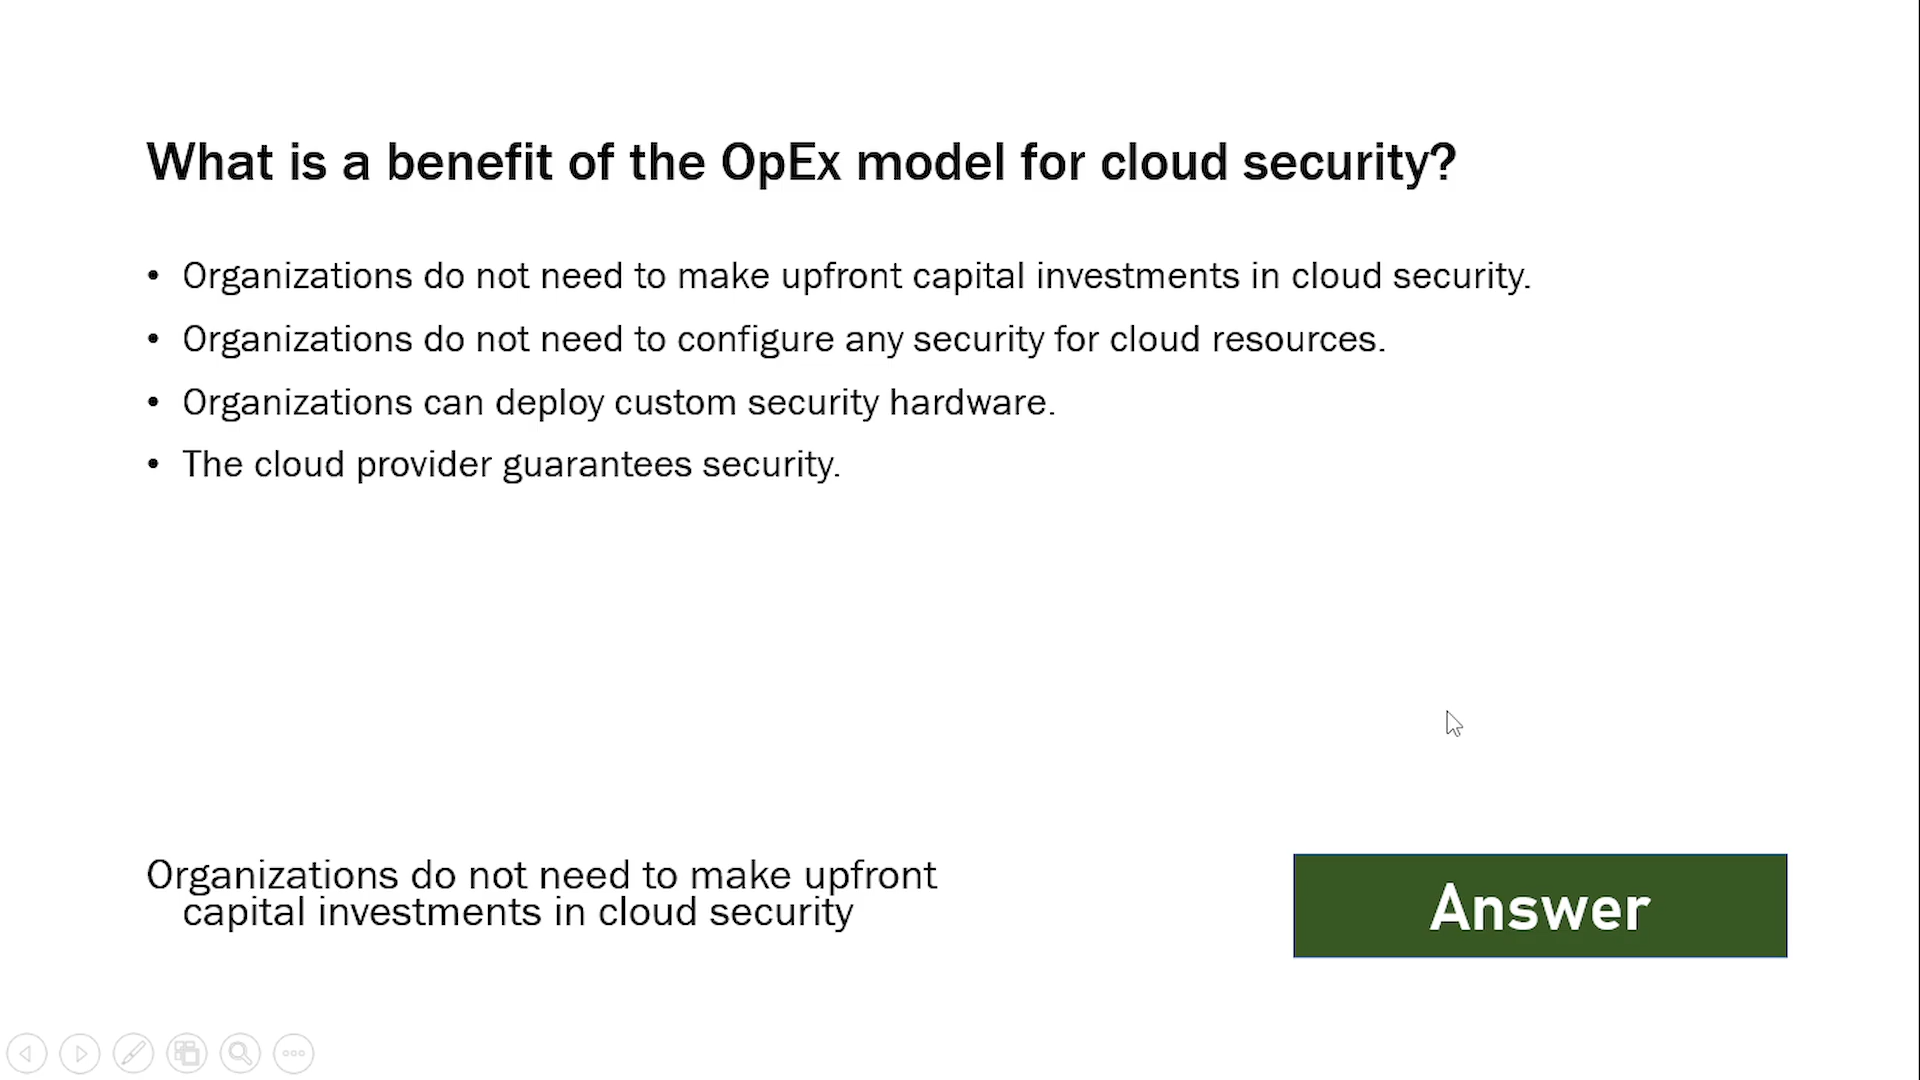 What is a benefit of the OpEx model for cloud security?
• Organizations do not need to make upfront capital investments in cloud security.
• Organizations do not need to configure any security for cloud resources.
• Organizations can deploy custom security hardware.
• The cloud provider guarantees security.
Organizations do not need to make upfront
capital investments in cloud security
Answer